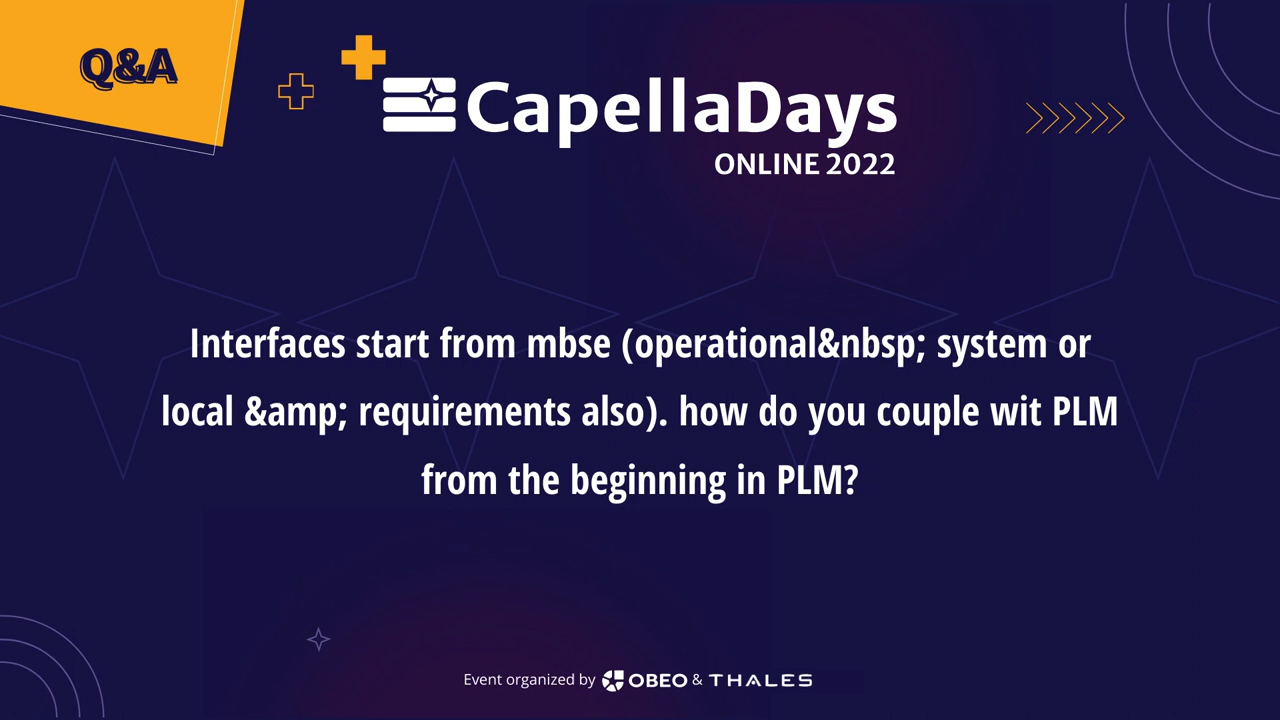 Q&A
CapellaDays
ONLINE 2022
Interfaces start from mbse (operational&nbsp; system or
local &amp; requirements also). how do you couple wit PLM
from the beginning in PLM?
Event organized by OBEO & THALES